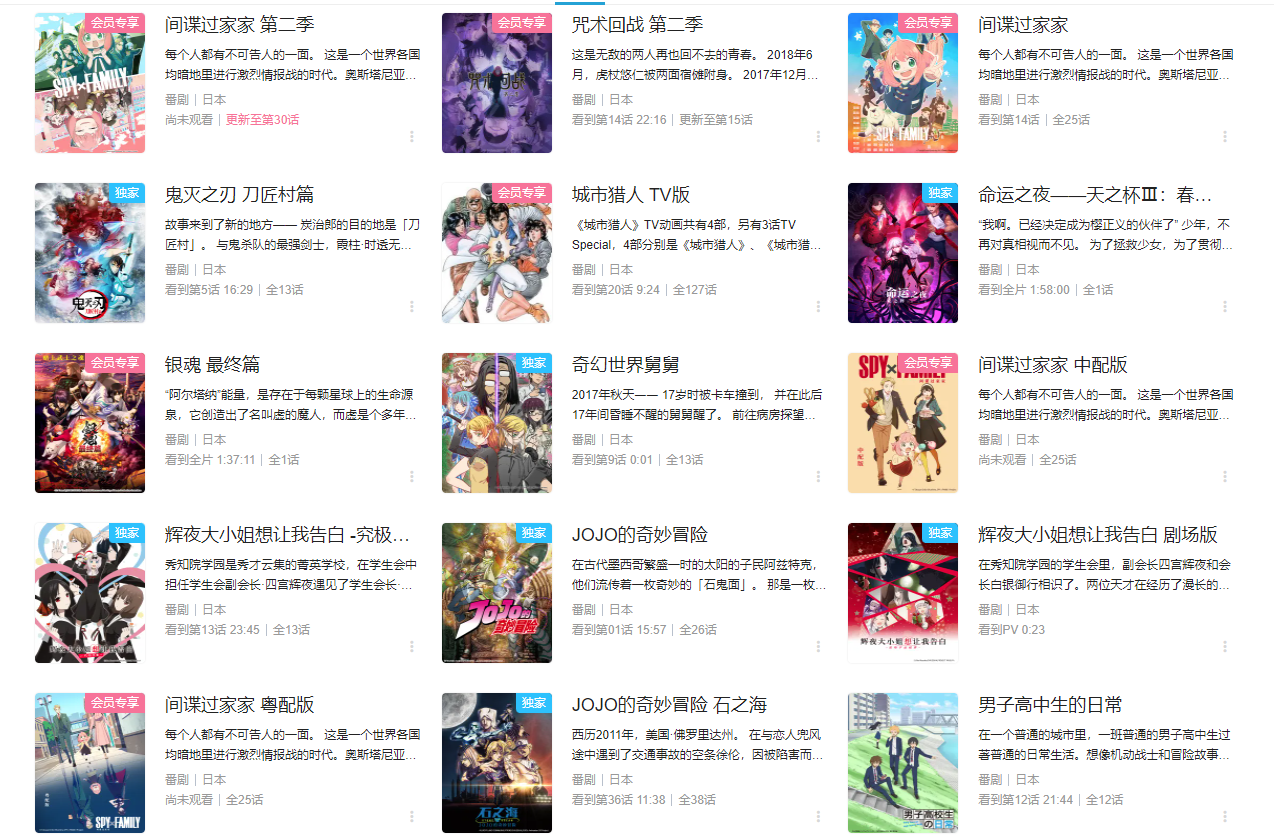 会员专享
SPY×FAMILY
间谍过家家 第二季
每个人都有不可告人的一面。 这是一个世界各国
均暗地里进行激烈情报战的时代。奥斯塔尼亚…
番剧 | 日本
尚未观看 | 更新至第30话
会员专享
咒术回战
咒术回战 第二季
这是无敌的两人再也回不去的青春。 2018年6
月，虎杖悠仁被两面宿傩附身。 2017年12月…
番剧 | 日本
看到第14话 22:16 | 更新至第15话
会员专享
SPY×FAMILY
间谍过家家
每个人都有不可告人的一面。 这是一个世界各国
均暗地里进行激烈情报战的时代。奥斯塔尼亚…
番剧 | 日本
看到第14话 | 全25话
独家
鬼灭之刃
鬼灭之刃 刀匠村篇
故事来到了新的地方—— 炭治郎的目的地是「刀
匠村」。 与鬼杀队的最强剑士，霞柱·时透无…
番剧 | 日本
看到第5话 16:29 | 全13话
会员专享
城市猎人 TV版
《城市猎人》TV动画共有4部，另有3话TV
Special，4部分别是《城市猎人》、《城市猎…
番剧 | 日本
看到第20话 9:24 | 全127话
独家
命运之夜
命运之夜——天之杯Ⅲ：春…
“我啊。已经决定成为樱正义的伙伴了” 少年，不
再对真相视而不见。 为了拯救少女，为了贯彻…
番剧 | 日本
看到全片 1:58:00 | 全1话
会员专享
银魂 最终篇
“阿尔塔纳”能量，是存在于每颗星球上的生命源
泉，它创造出了名叫虚的魔人，而虚是个多年…
番剧 | 日本
看到全片 1:37:11 | 全1话
独家
奇幻世界舅舅
2017年秋天—— 17岁时被卡车撞到， 并在此后
17年间昏睡不醒的舅舅醒了。 前往病房探望…
番剧 | 日本
看到第9话 0:01 | 全13话
会员专享
SPY×FAMILY
中配版
间谍过家家 中配版
每个人都有不可告人的一面。 这是一个世界各国
均暗地里进行激烈情报战的时代。奥斯塔尼亚…
番剧 | 日本
尚未观看 | 全25话
独家
辉夜大小姐想让我告白 -究极…
秀知院学园是秀才云集的菁英学校，在学生会中
担任学生会副会长·四宫辉夜遇见了学生会长·…
番剧 | 日本
看到第13话 23:45 | 全13话
独家
JOJO的
奇妙冒险
JOJO的奇妙冒险
在古代墨西哥繁盛一时的太阳的子民阿兹特克，
他们流传着一枚奇妙的「石鬼面」。 那是一枚…
番剧 | 日本
看到第01话 15:57 | 全26话
独家
辉夜大小姐想让我告白
辉夜大小姐想让我告白 剧场版
在秀知院学园的学生会里，副会长四宫辉夜和会
长白银御行相识了。两位天才在经历了漫长的…
番剧 | 日本
看到PV 0:23
会员专享
SPY×FAMILY
间谍过家家 粤配版
每个人都有不可告人的一面。 这是一个世界各国
均暗地里进行激烈情报战的时代。奥斯塔尼亚…
番剧 | 日本
尚未观看 | 全25话
独家
石之海
JOJO的奇妙冒险 石之海
西历2011年，美国·佛罗里达州。 在与恋人兜风
途中遇到了交通事故的空条徐伦，因被陷害而…
番剧 | 日本
看到第36话 11:38 | 全38话
男子高校生
の日常
男子高中生的日常
在一个普通的城市里，一班普通的男子高中生过
著普通的日常生活。想像机动战士和冒险故事…
番剧 | 日本
看到第12话 21:44 | 全12话